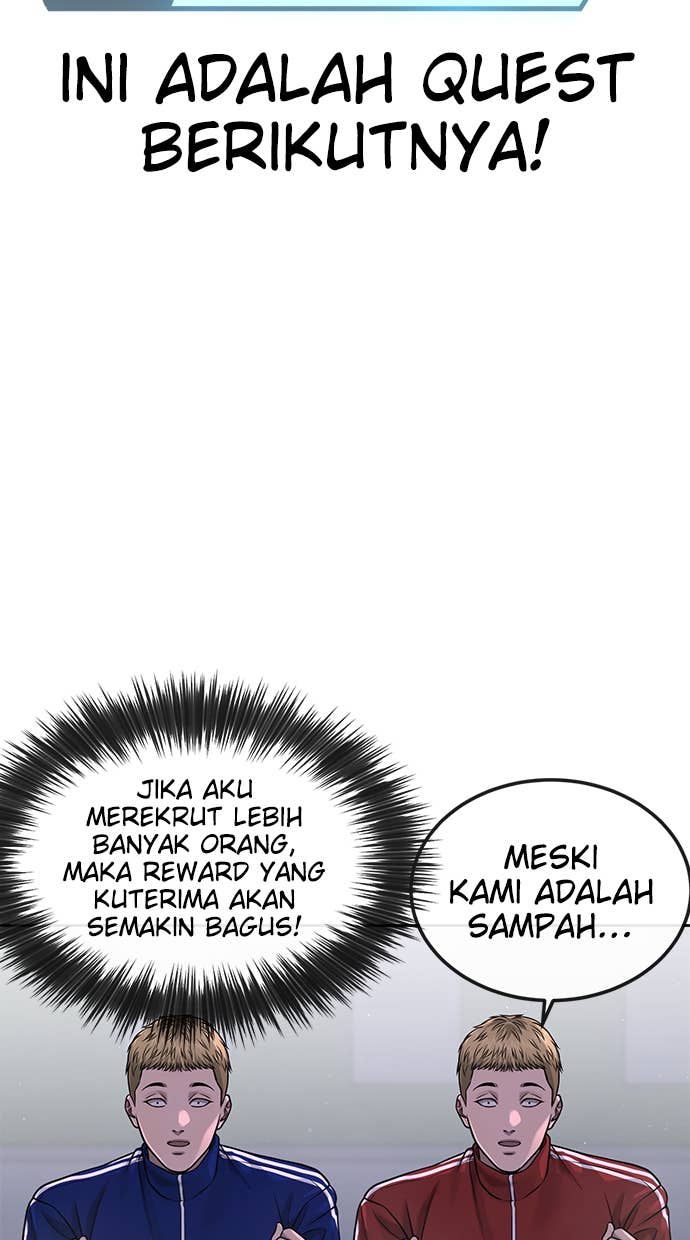 INI ADALAH QUEST
BERIKUTNYA!
JIKA AKU
MEREKRUT LEBIH
BANYAK ORANG,
MAKA REWARD YANG
KUTERIMA AKAN
SEMAKIN BAGUS!
MESKI
KAMI ADALAH
SAMPAH...